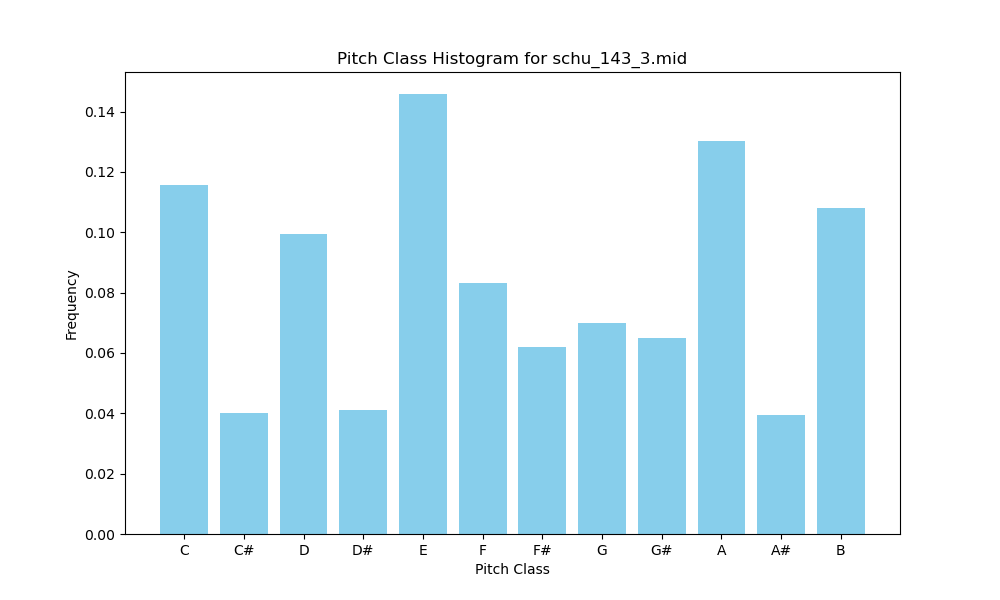 Pitch Class Histogram for schu_143_3.mid
0.14
0.12
0.10
0.08
0.06
0.04
0.02
0.00
Frequency
C C# D D# E F F# G G# A A# B
Pitch Class